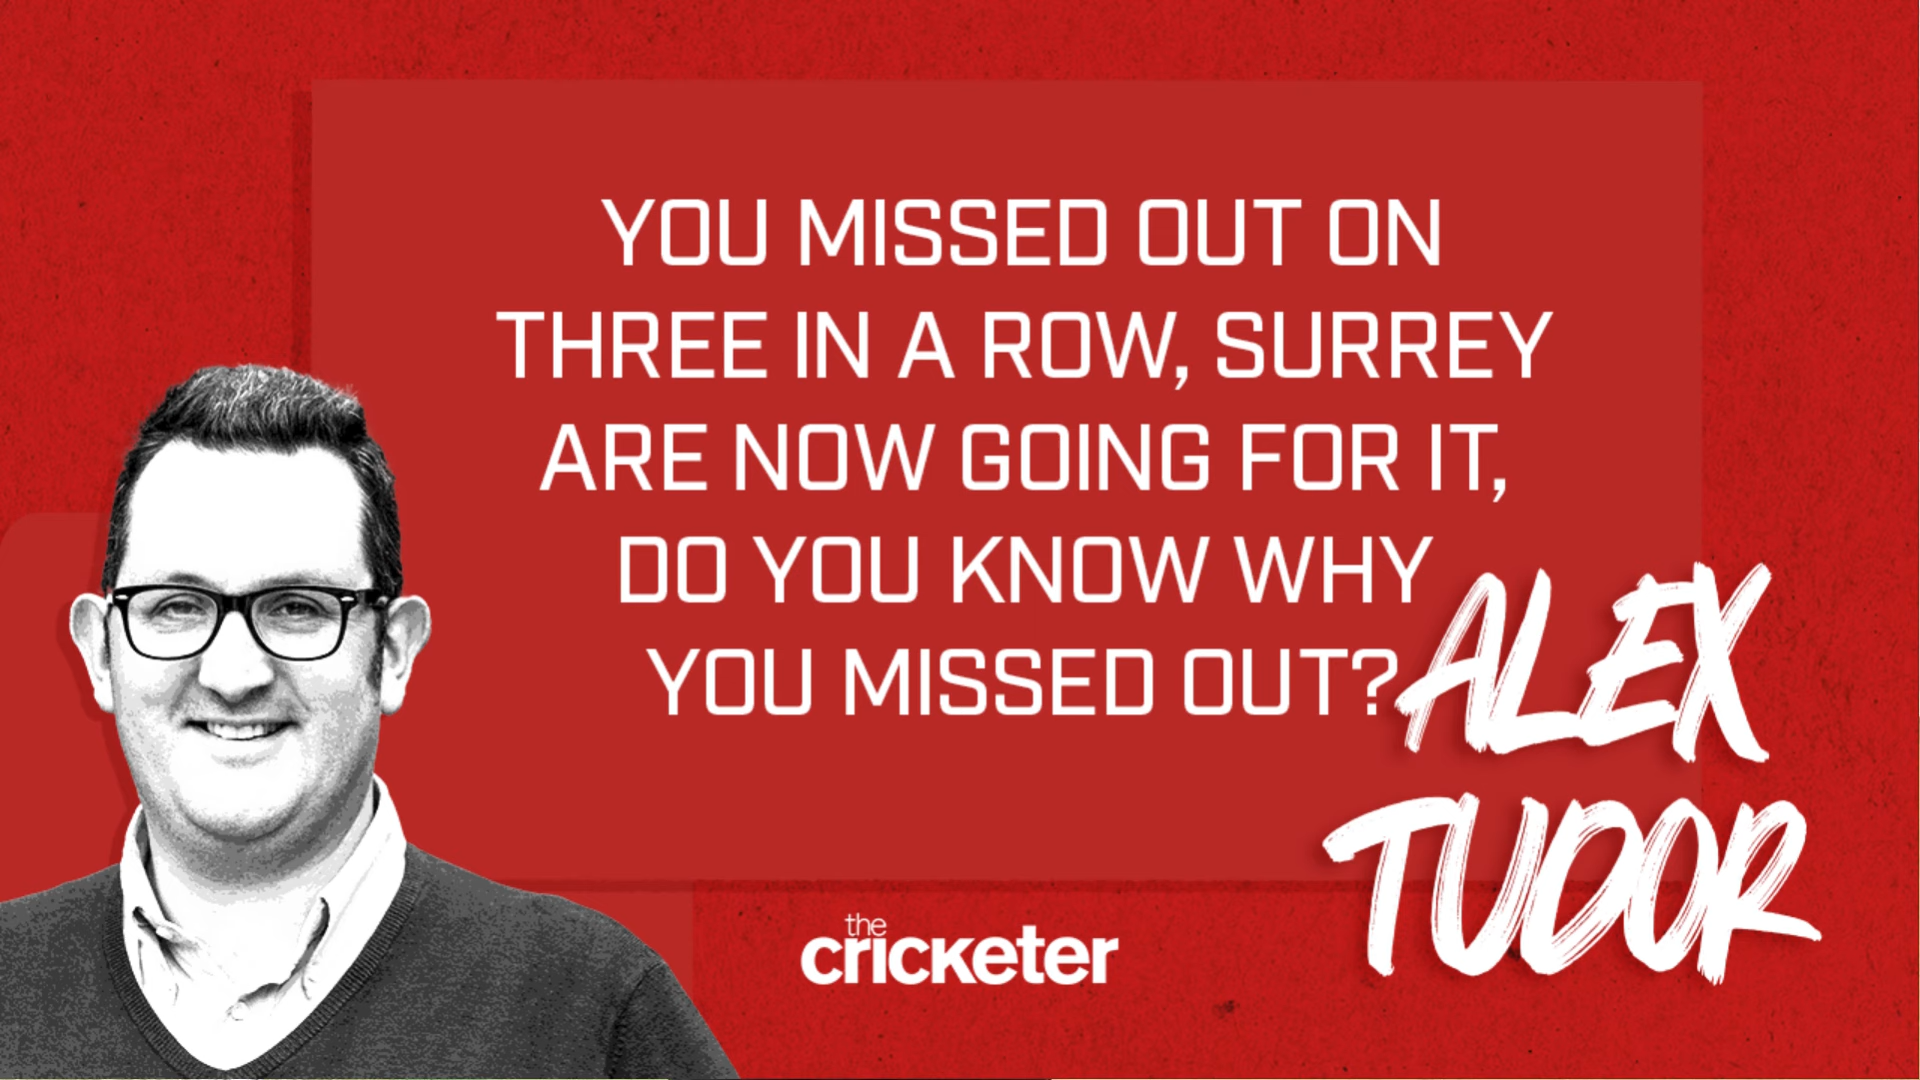 YOU MISSED OUT ON
THREE IN A ROW, SURREY
ARE NOW GOING FOR IT,
DO YOU KNOW WHY
YOU MISSED OUT?
ALEX
TUDOR
the
cricketer